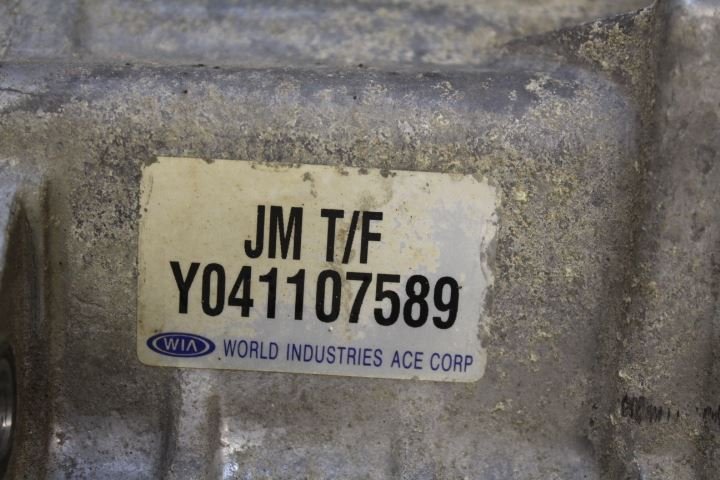 JM T/F
Y041107589
WIA WORLD INDUSTRIES ACE CORP